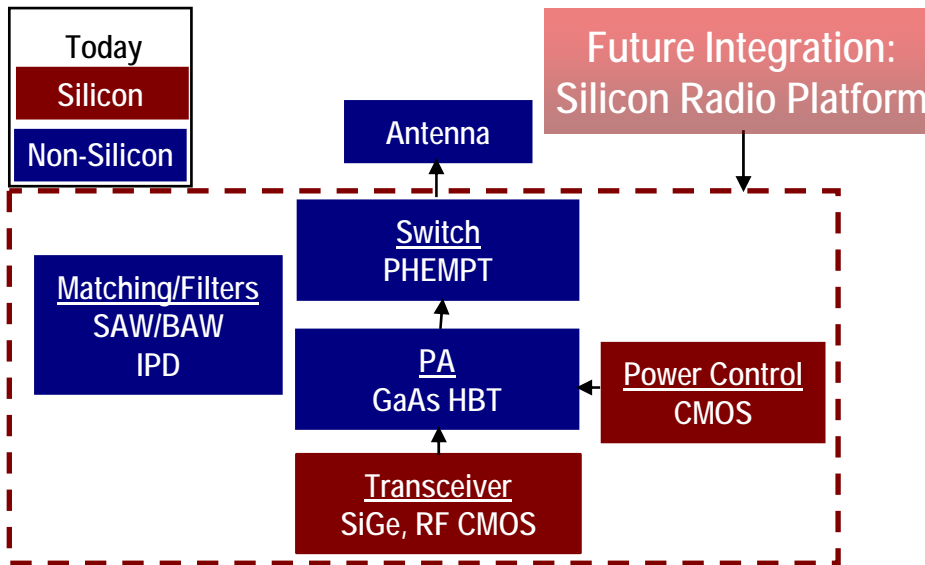 Today
Silicon
Non-Silicon
Future Integration:
Silicon Radio Platform
Antenna
Switch
PHEMPT
Matching/Filters
SAW/BAW
IPD
PA
GaAs HBT
Power Control
CMOS
Transceiver
SiGe, RF CMOS